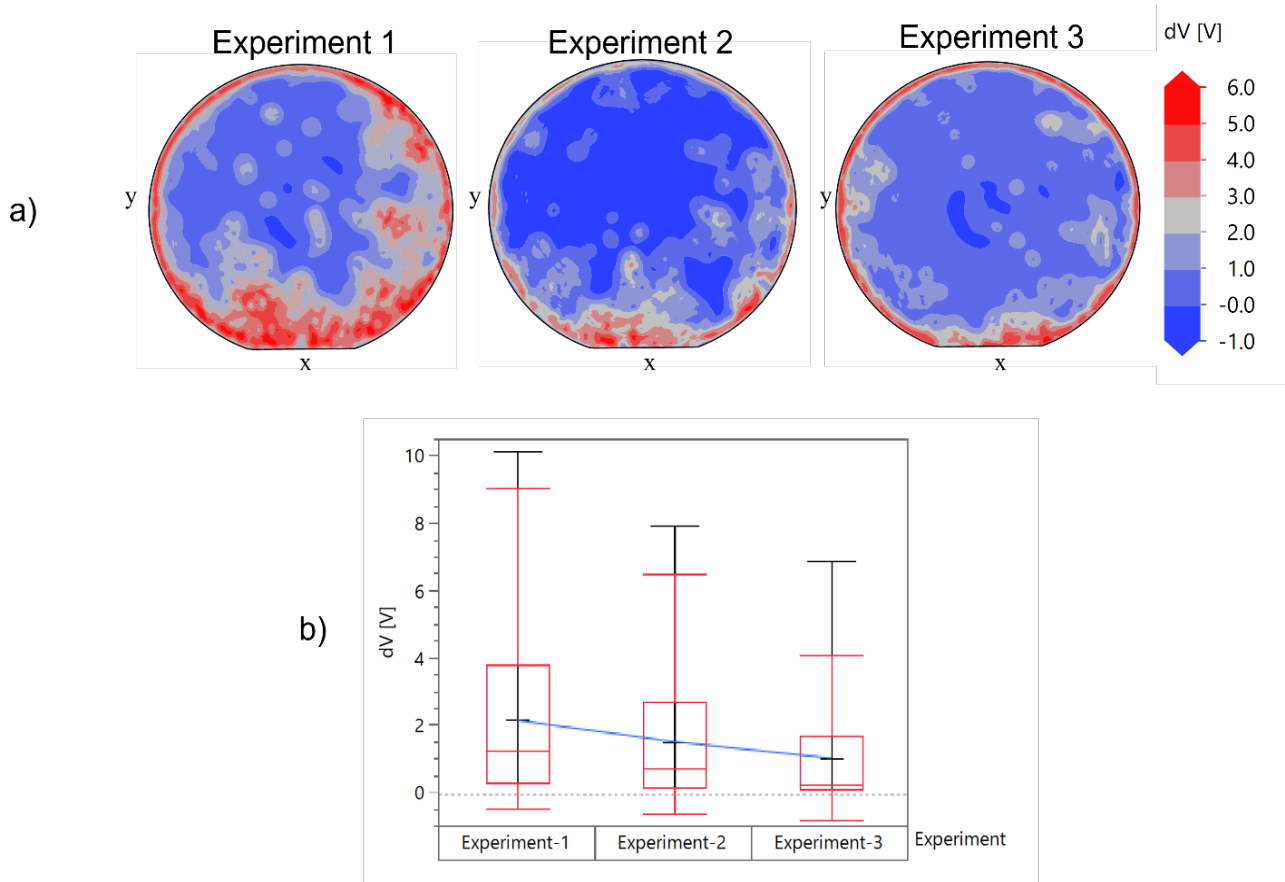 Experiment 1
Experiment 2
Experiment 3
dV [V]
6.0
5.0
4.0
3.0
2.0
1.0
-0.0
-1.0
y
y
y
a)
x
x
x
b)
dV [V]
10
8
6
4
2
0
Experiment-1
Experiment-2
Experiment-3
Experiment